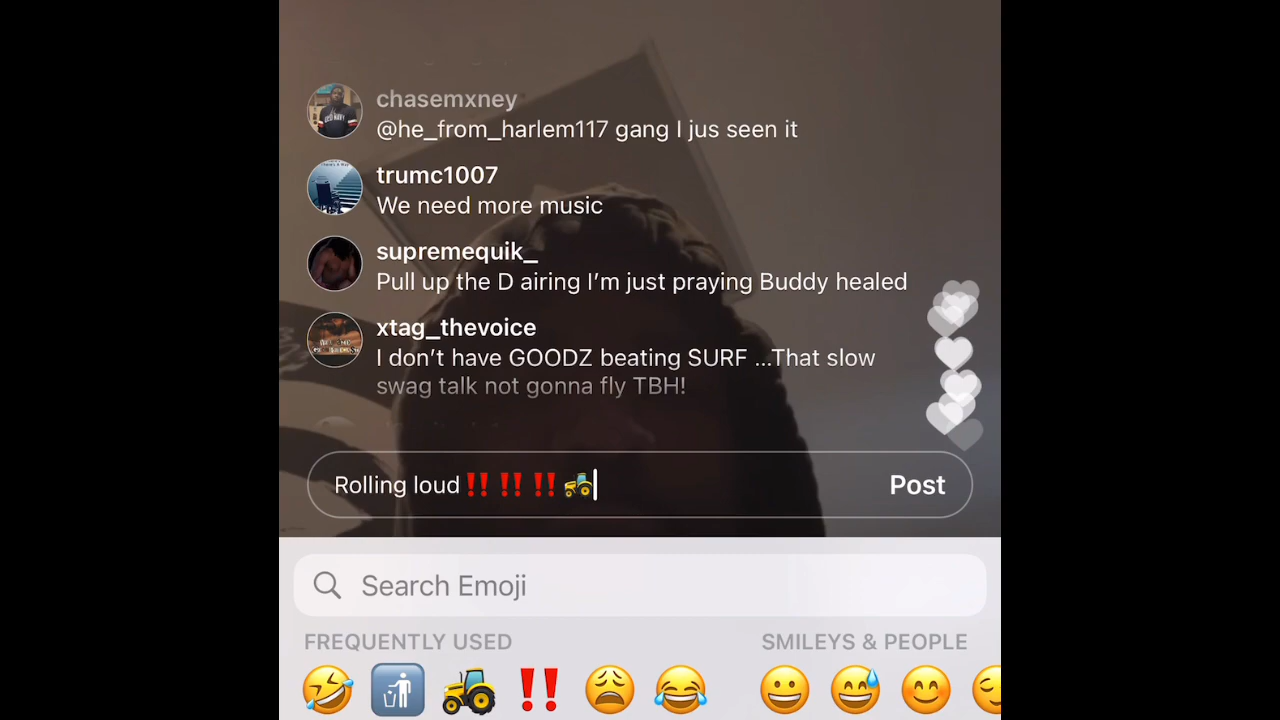 chasemxney
@he_from_harlem117 gang I jus seen it
trumc1007
We need more music
supremequik_
Pull up the D airing I’m just praying Buddy healed
xtag_thevoice
I don’t have GOODZ beating SURF ...That slow
swag talk not gonna fly TBH!
Rolling loud‼️‼️‼️🚜 Post
Search Emoji
FREQUENTLY USED SMILEYS & PEOPLE